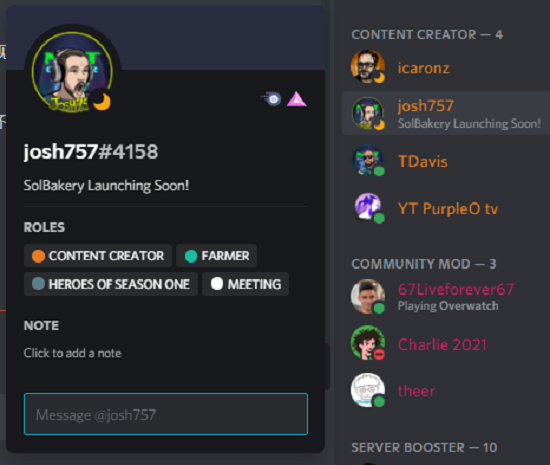 josh757#4158
SolBakery Launching Soon!
ROLES
CONTENT CREATOR
FARMER
HEROES OF SEASON ONE
MEETING
NOTE
Click to add a note
Message @josh757
CONTENT CREATOR — 4
icaronz
josh757
SolBakery Launching Soon!
TDavis
YT PurpleO tv
COMMUNITY MOD — 3
67Liveforever67
Playing Overwatch
Charlie 2021
theer
SERVER BOOSTER — 10